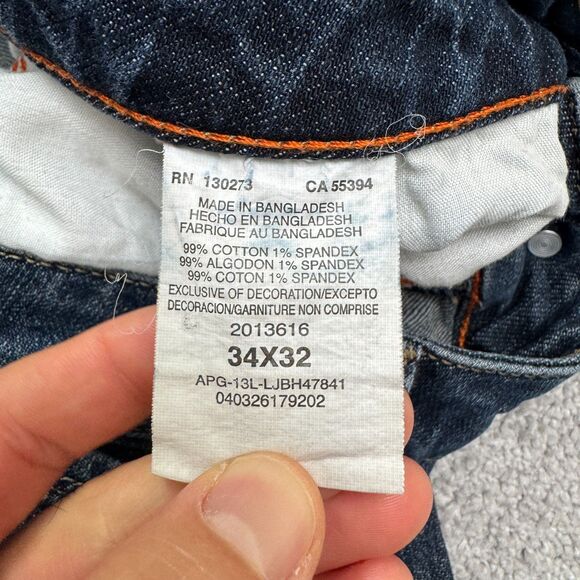 RN 130273 CA 55394
MADE IN BANGLADESH
HECHO EN BANGLADESH
FABRIQUE AU BANGLADESH
99% COTTON 1% SPANDEX
99% ALGODON 1% SPANDEX
99% COTON 1% SPANDEX
EXCLUSIVE OF DECORATION/EXCEPTO
DECORACION/GARNITURE NON COMPRISE
2013616
34X32
APG-13L-LJBH47841
040326179202